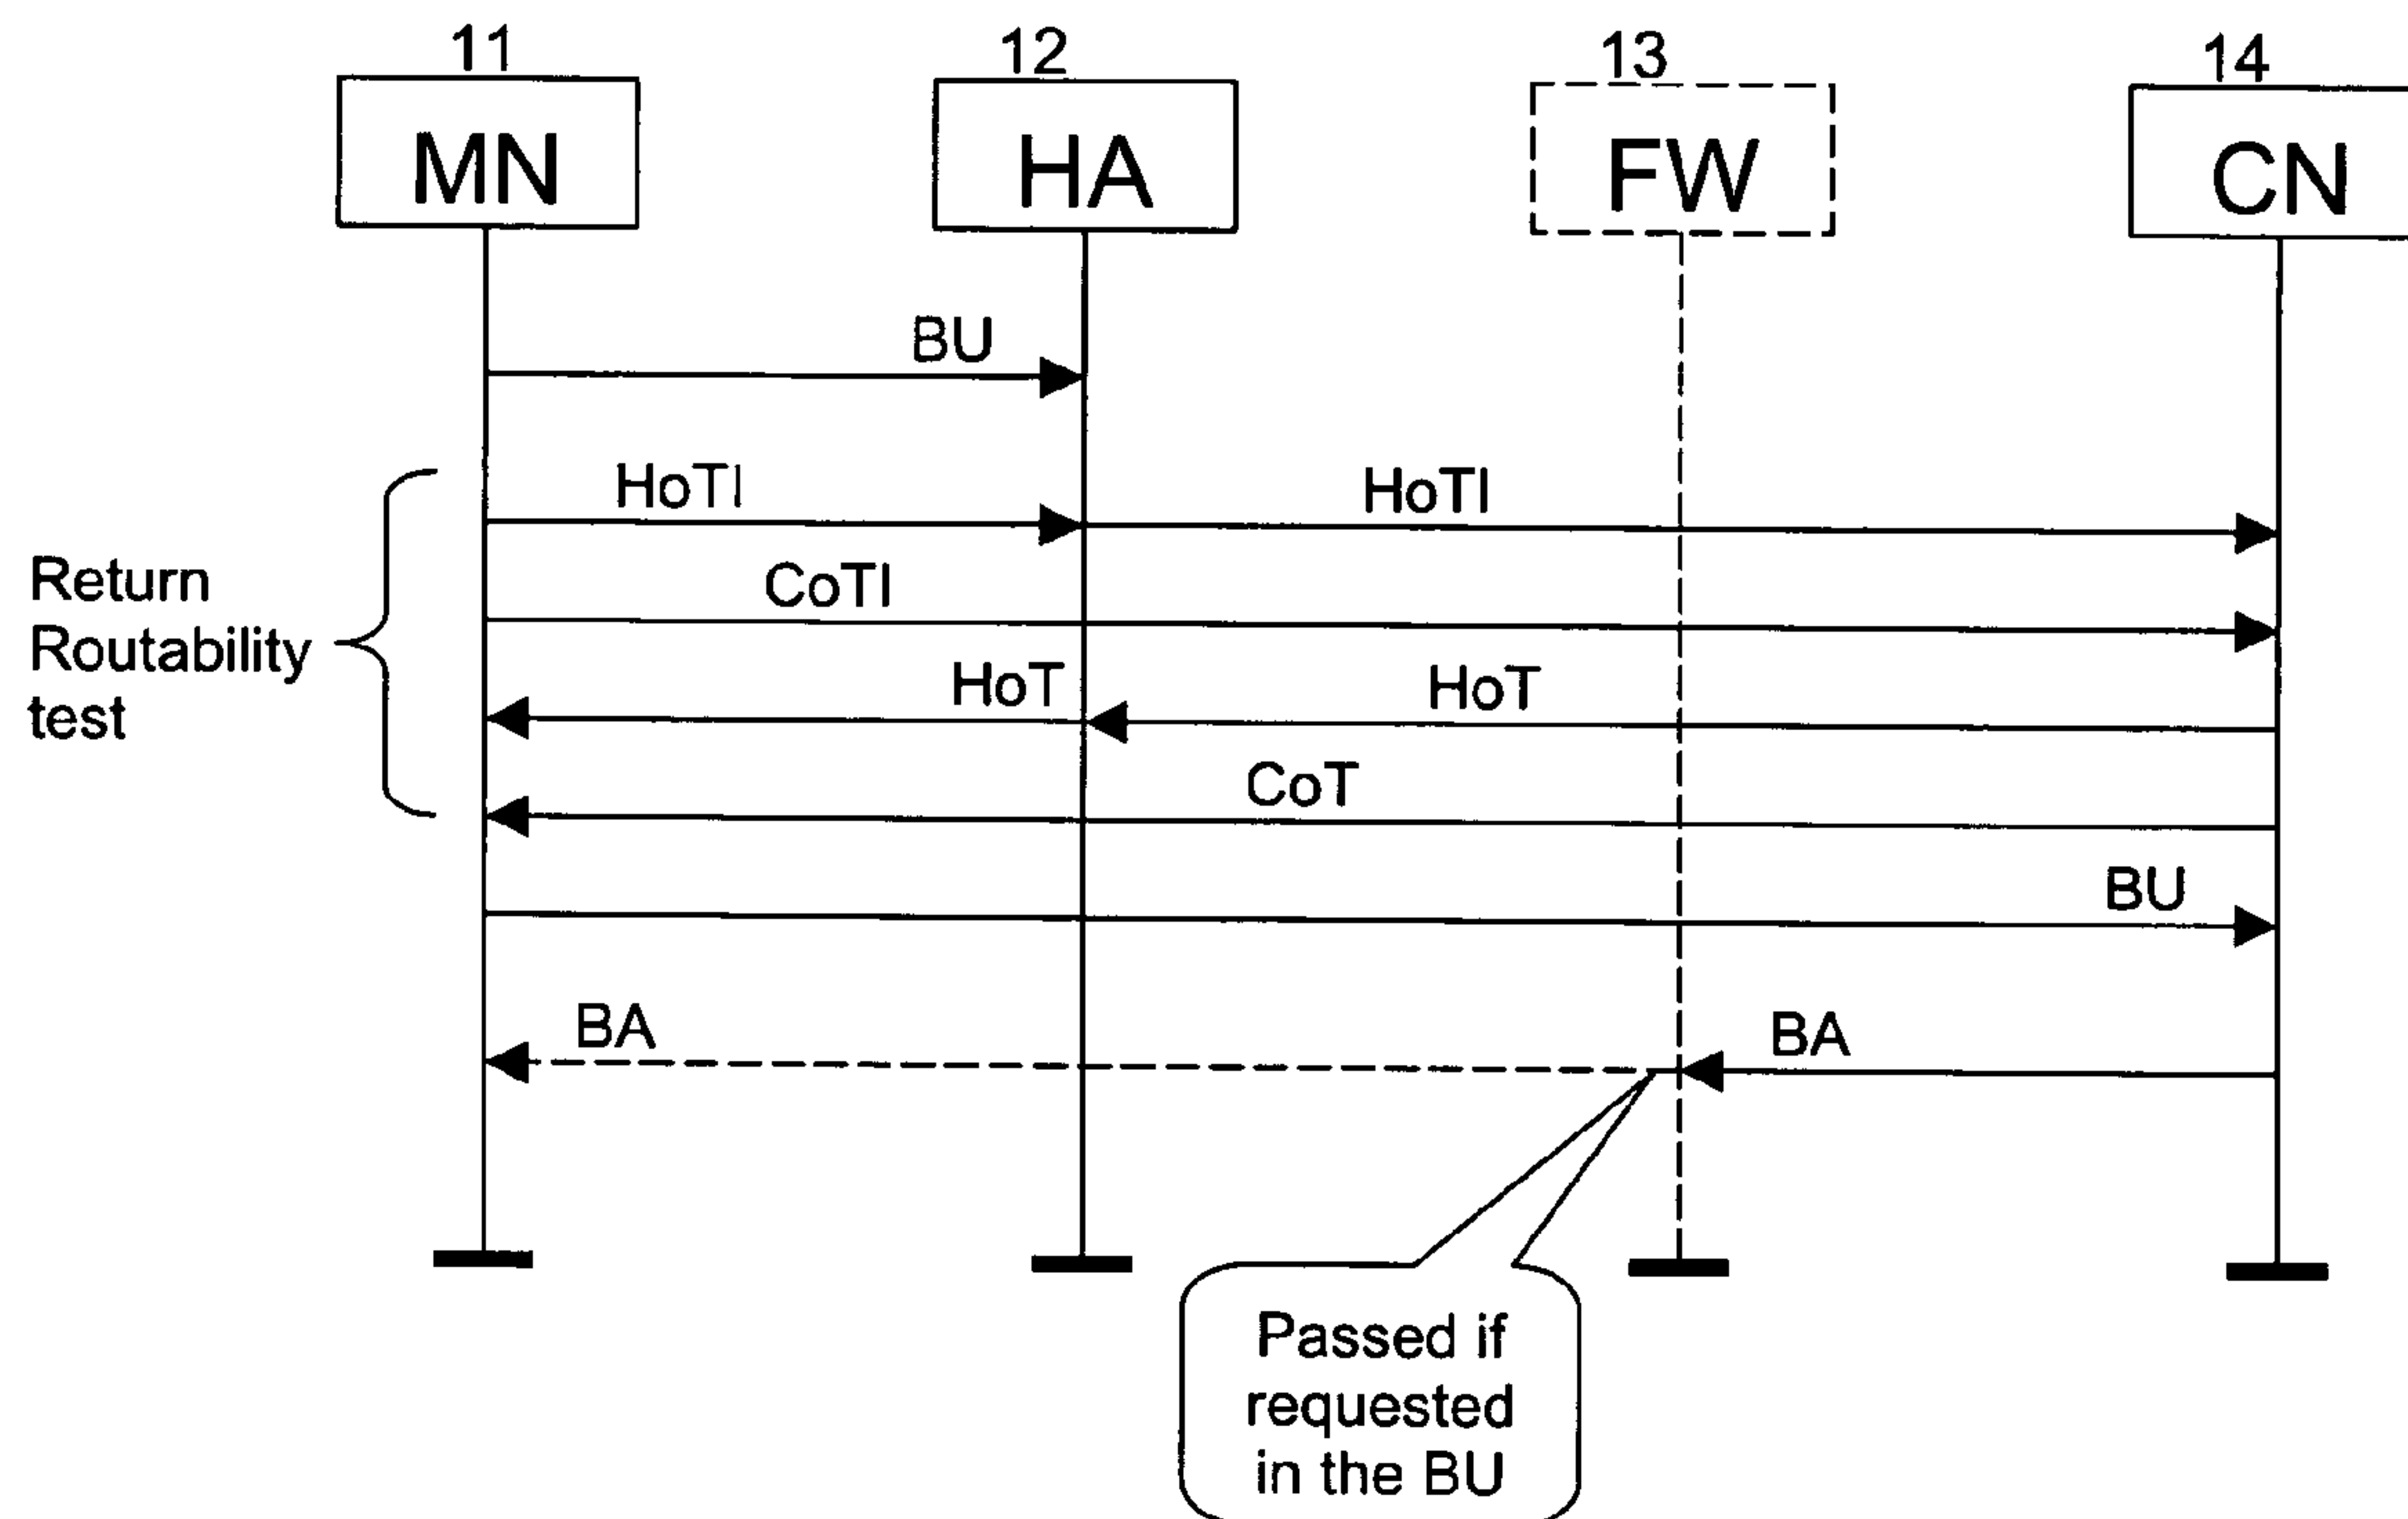 11
12
13
14
MN
HA
FW
CN
BU
HoTI
HoTI
CoTI
Return
Routability
test
HoT
HoT
CoT
BU
BA
BA
Passed if
requested
in the BU